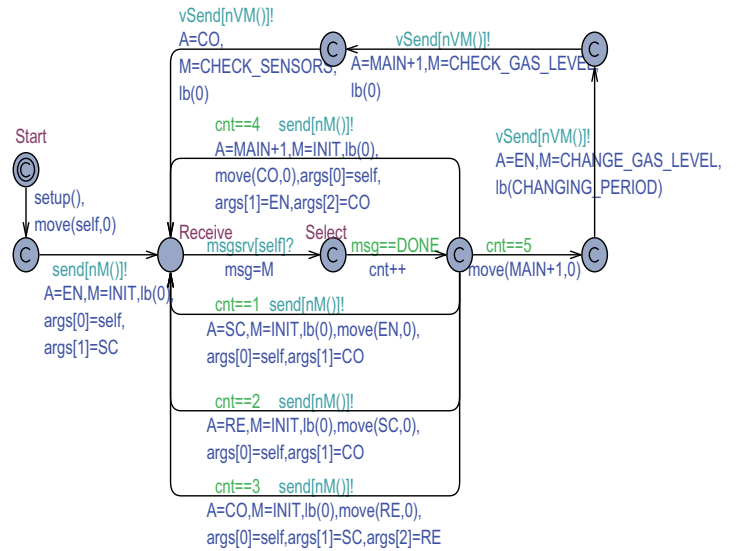 vSend[nVM()]!
A=CO,
M=CHECK_SENSORS,
lb(0)
vSend[nVM()]!
A=MAIN+1,M=CHECK_GAS_LEVEL,
lb(0)
C
C
cnt==4 send[nM()]!
A=MAIN+1,M=INIT,lb(0),
move(CO,0),args[0]=self,
args[1]=EN,args[2]=CO
vSend[nVM()]!
A=EN,M=CHANGE_GAS_LEVEL,
lb(CHANGING_PERIOD)
Start
C
setup(),
move(self,0)
C
send[nM()]!
A=EN,M=INIT,lb(0),
args[0]=self,
args[1]=SC
Receive
msgsrv[self]?
msg=M
Select
C
msg==DONE
cnt++
C
cnt==5
move(MAIN+1,0)
C
cnt==1 send[nM()]!
A=SC,M=INIT,lb(0),move(EN,0),
args[0]=self,args[1]=CO
cnt==2 send[nM()]!
A=RE,M=INIT,lb(0),move(SC,0),
args[0]=self,args[1]=CO
cnt==3 send[nM()]!
A=CO,M=INIT,lb(0),move(RE,0),
args[0]=self,args[1]=SC,args[2]=RE